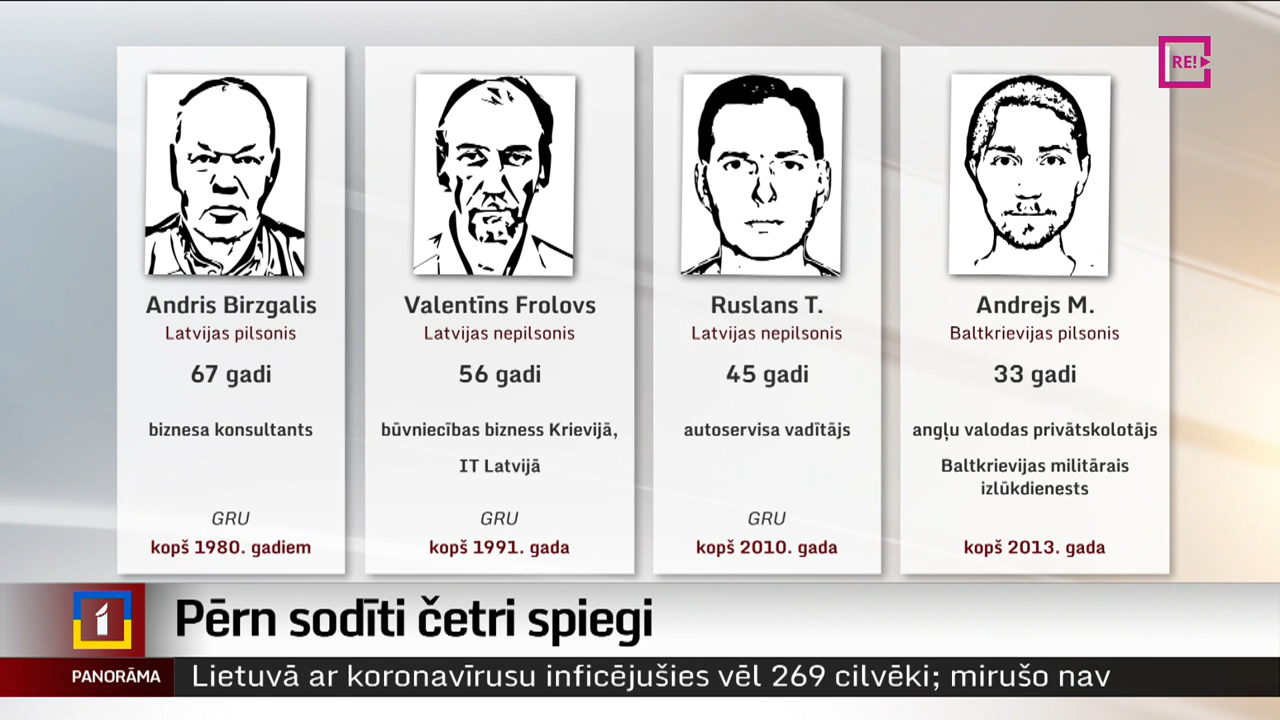 RE!
Andris Birzgalis
Latvijas pilsonis
67 gadi
biznesa konsultants
GRU
kopš 1980. gadiem
Valentīns Frolovs
Latvijas nepilsonis
56 gadi
būvniecības bizness Krievijā,
IT Latvijā
GRU
kopš 1991. gada
Ruslans T.
Latvijas nepilsonis
45 gadi
autoservisa vadītājs
GRU
kopš 2010. gada
Andrejs M.
Baltkrievijas pilsonis
33 gadi
angļu valodas privātskolotājs
Baltkrievijas militārais
izlūkdienests
kopš 2013. gada
1
Pērn sodīti četri spiegi
PANORĀMA
Lietuvā ar koronavīrusu inficējušies vēl 269 cilvēki; mirušo nav